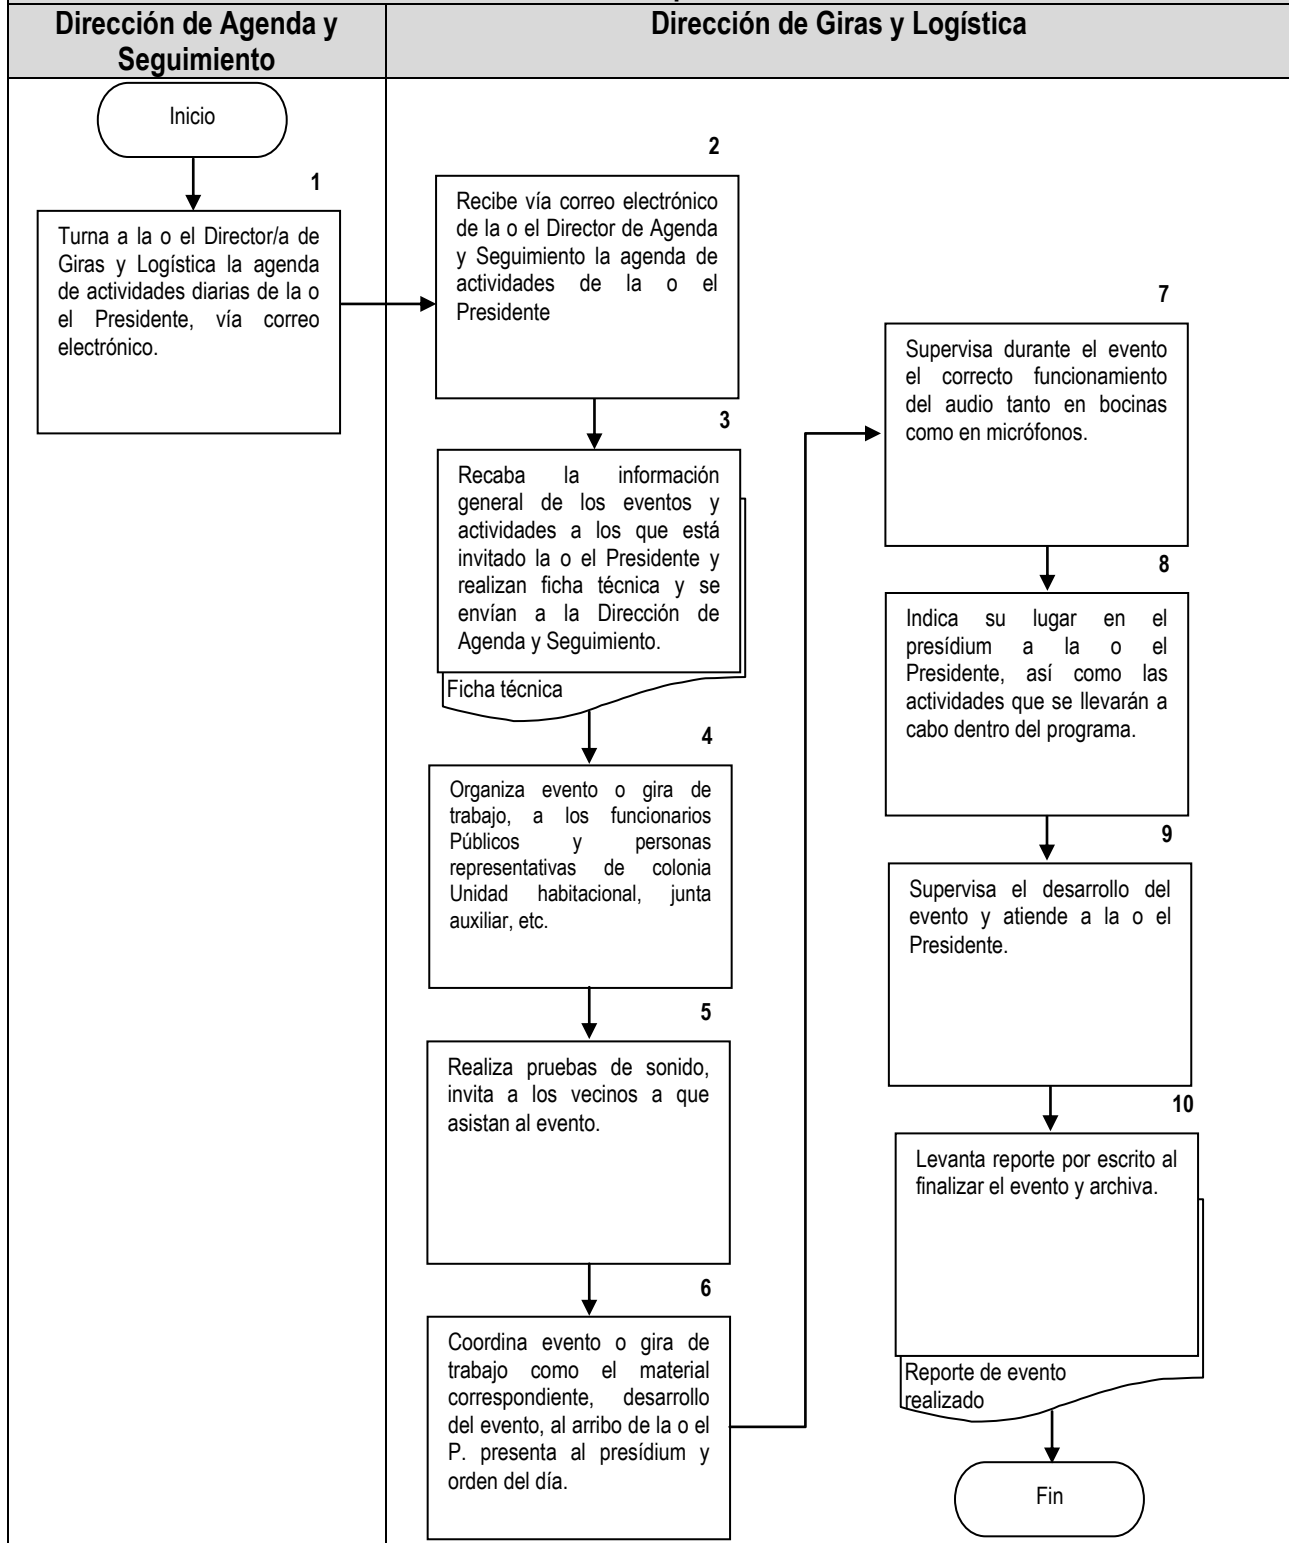 Dirección de Agenda y
Seguimiento
Dirección de Giras y Logística
Inicio
1
Turna a la o el Director/a de
Giras y Logística la agenda
de actividades diarias de la o
el Presidente, vía correo
electrónico.
2
Recibe vía correo electrónico
de la o el Director de Agenda
y Seguimiento la agenda de
actividades de la o el
Presidente
3
Recaba la información
general de los eventos y
actividades a los que está
invitado la o el Presidente y
realizan ficha técnica y se
envían a la Dirección de
Agenda y Seguimiento.
Ficha técnica
4
Organiza evento o gira de
trabajo, a los funcionarios
Públicos y personas
representativas de colonia
Unidad habitacional, junta
auxiliar, etc.
5
Realiza pruebas de sonido,
invita a los vecinos a que
asistan al evento.
6
Coordina evento o gira de
trabajo como el material
correspondiente, desarrollo
del evento, al arribo de la o el
P. presenta al presídium y
orden del día.
7
Supervisa durante el evento
el correcto funcionamiento
del audio tanto en bocinas
como en micrófonos.
8
Indica su lugar en el
presídium a la o el
Presidente, así como las
actividades que se llevarán a
cabo dentro del programa.
9
Supervisa el desarrollo del
evento y atiende a la o el
Presidente.
10
Levanta reporte por escrito al
finalizar el evento y archiva.
Reporte de evento
realizado
Fin